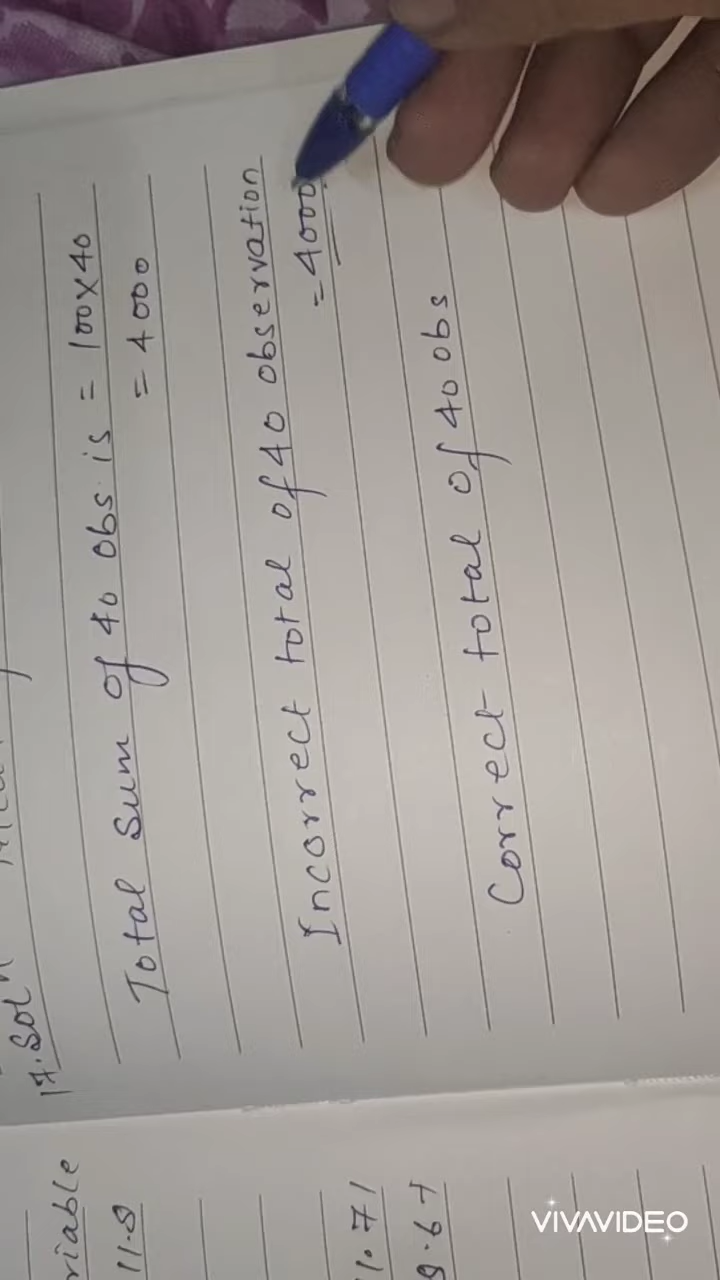 17. Solⁿ
Total Sum of 40 obs. is = 100×40
= 4000
Incorrect total of 40 observation
= 4000
Correct total of 40 obs
riable
11.8
1.71
9.67
VIVAVIDEO